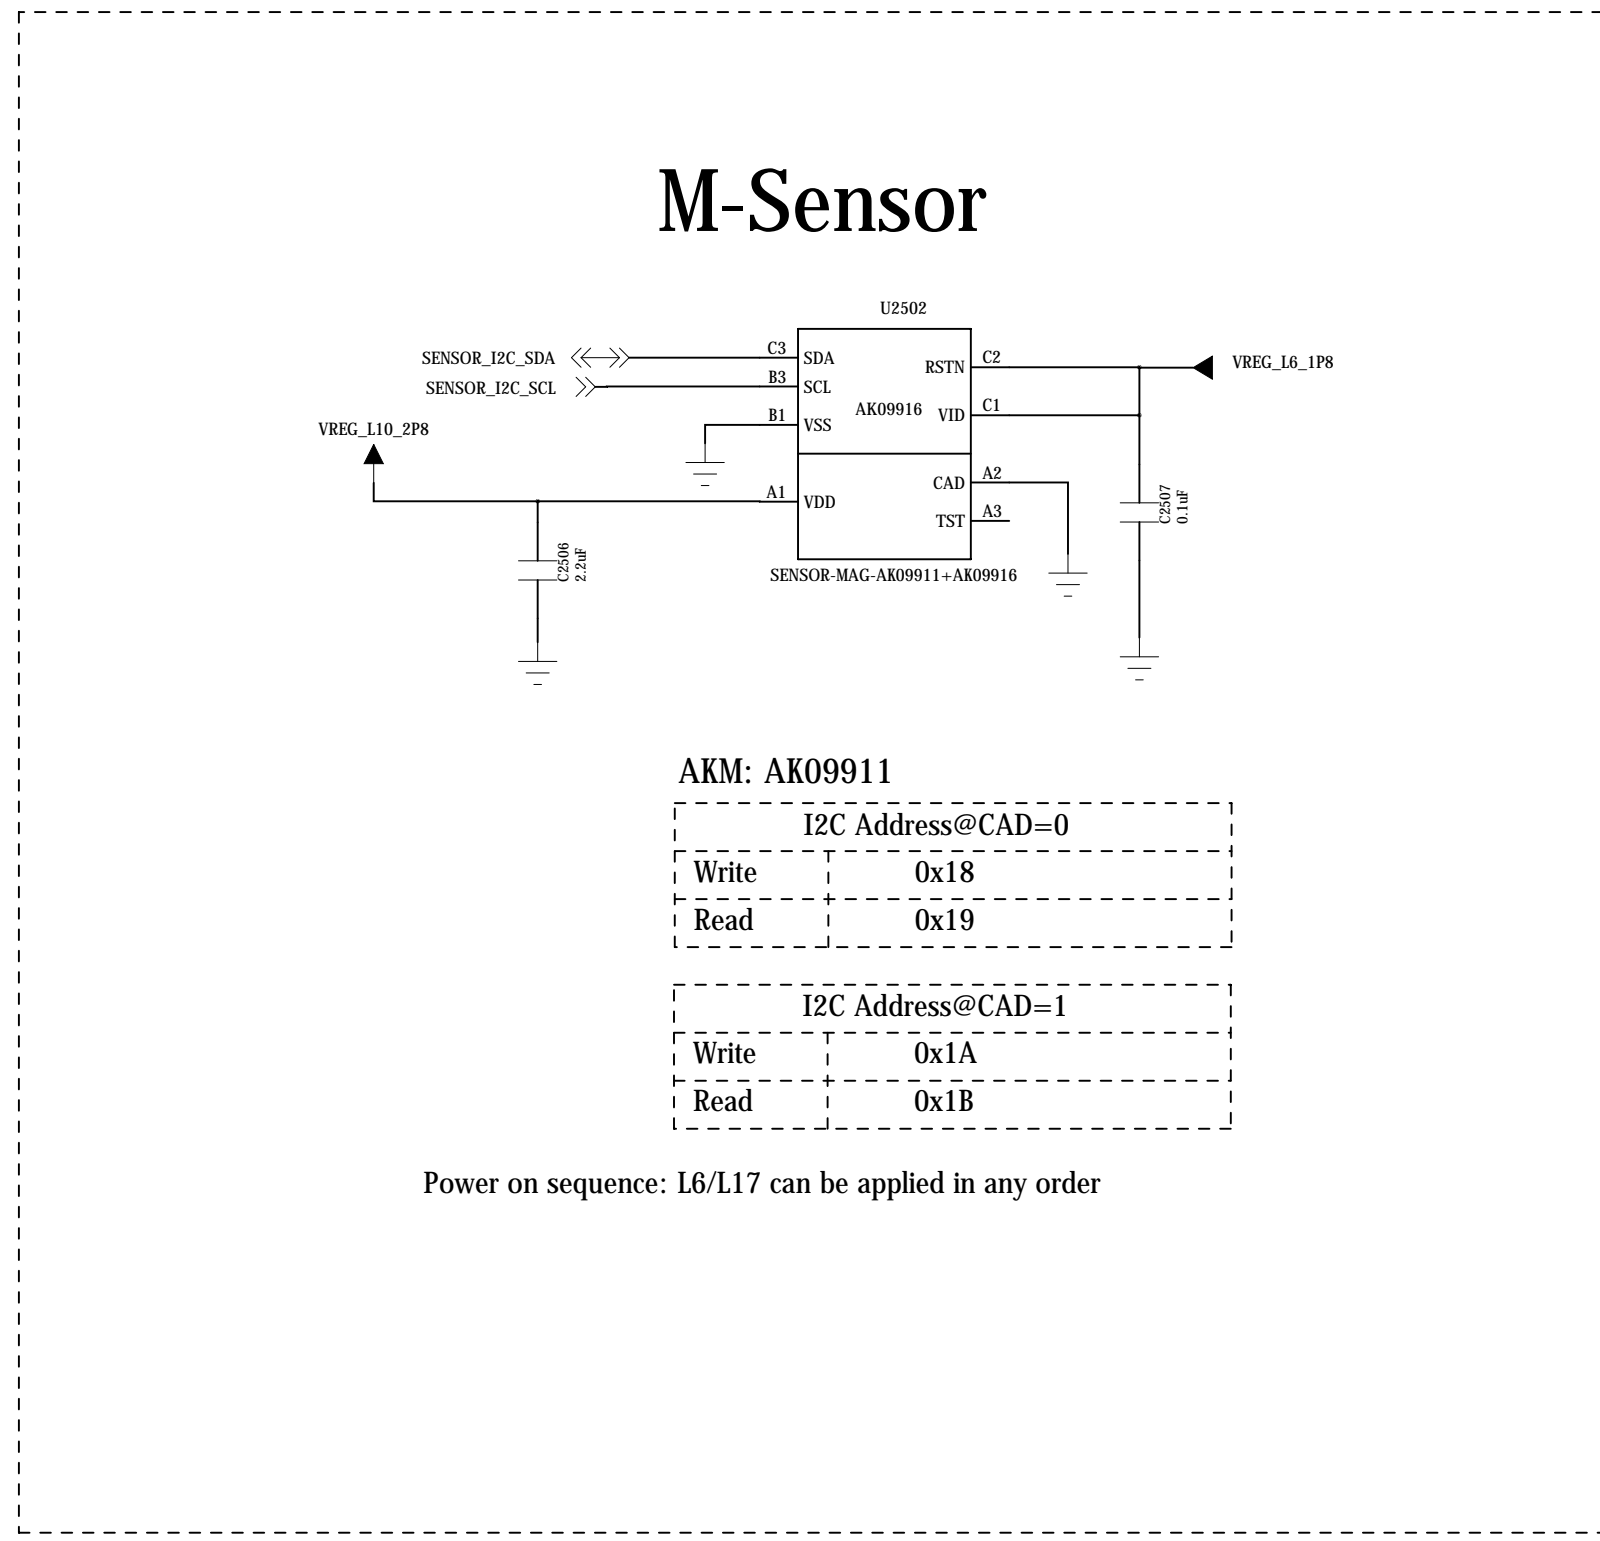 M-Sensor
U2502
SENSOR_I2C_SDA
C3
SDA
SENSOR_I2C_SCL
B3
SCL
B1
VSS
AK09916
RSTN
C2
VREG_L6_1P8
VID
C1
VREG_L10_2P8
A1
VDD
CAD
A2
TST
A3
C2507
0.1uF
C2506
2.2uF
SENSOR-MAG-AK09911+AK09916
AKM: AK09911
I2C Address@CAD=0
Write 0x18
Read 0x19
I2C Address@CAD=1
Write 0x1A
Read 0x1B
Power on sequence: L6/L17 can be applied in any order